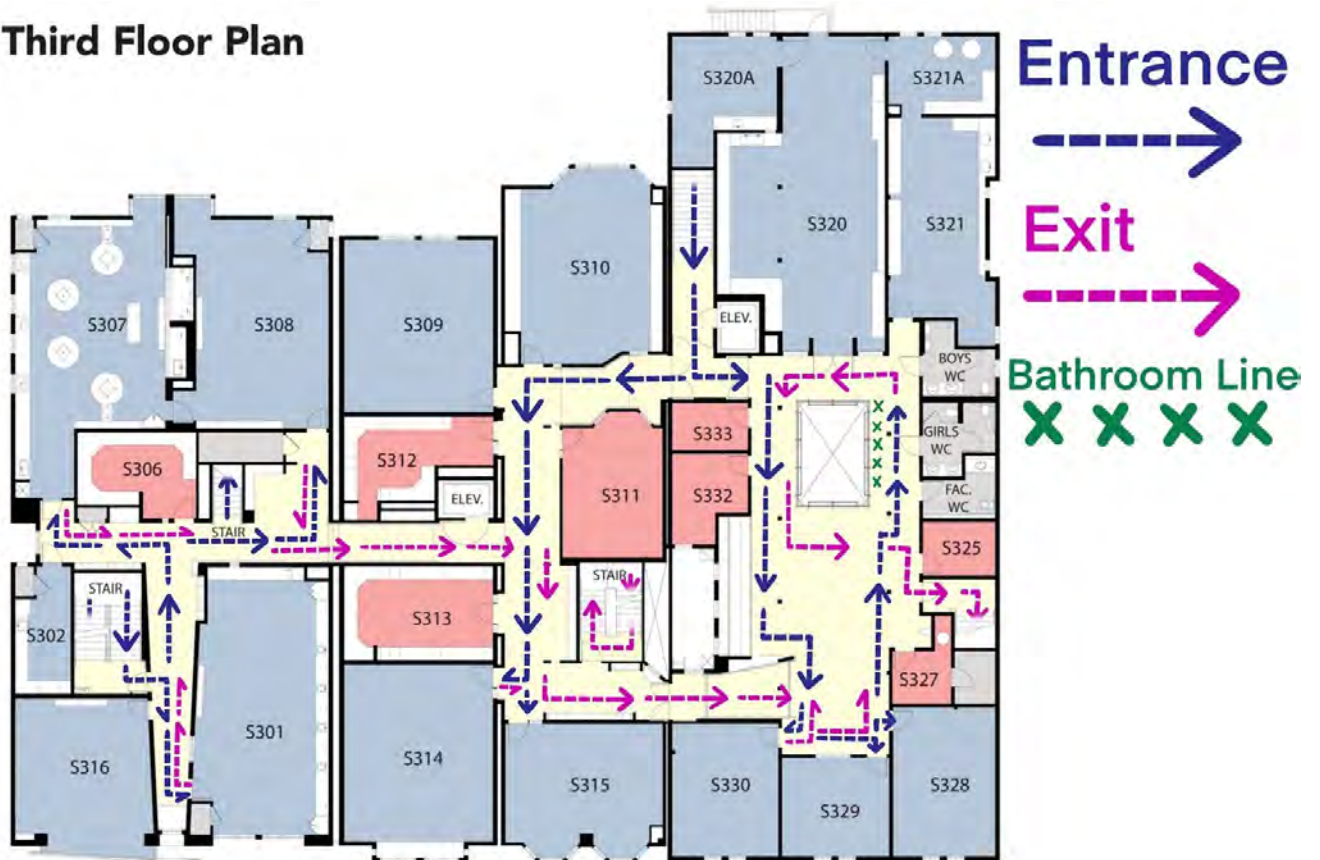 Third Floor Plan
Entrance
Exit
Bathroom Line
S320A
S321A
S320
S321
S310
S309
S307
S308
ELEV.
BOYS
WC
S333
GIRLS
WC
S306
S312
S311
S332
ELEV.
FAC.
WC
STAIR
S325
STAIR
STAIR
S302
S313
S327
S301
S316
S314
S315
S330
S329
S328